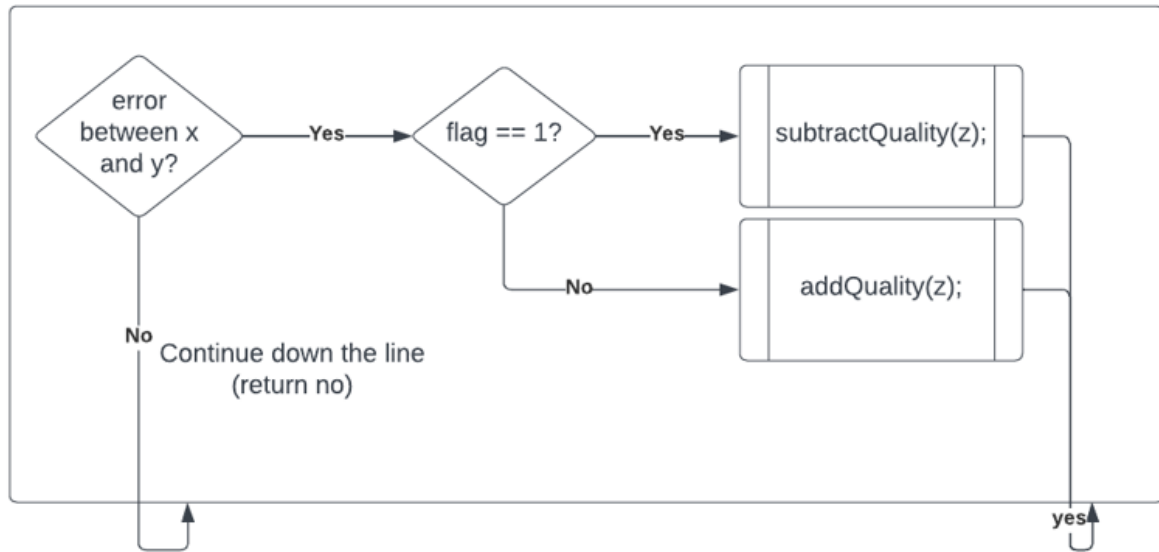 error
between x
and y?
Yes
flag == 1?
Yes
subtractQuality(z);
No
addQuality(z);
No
Continue down the line
(return no)
yes